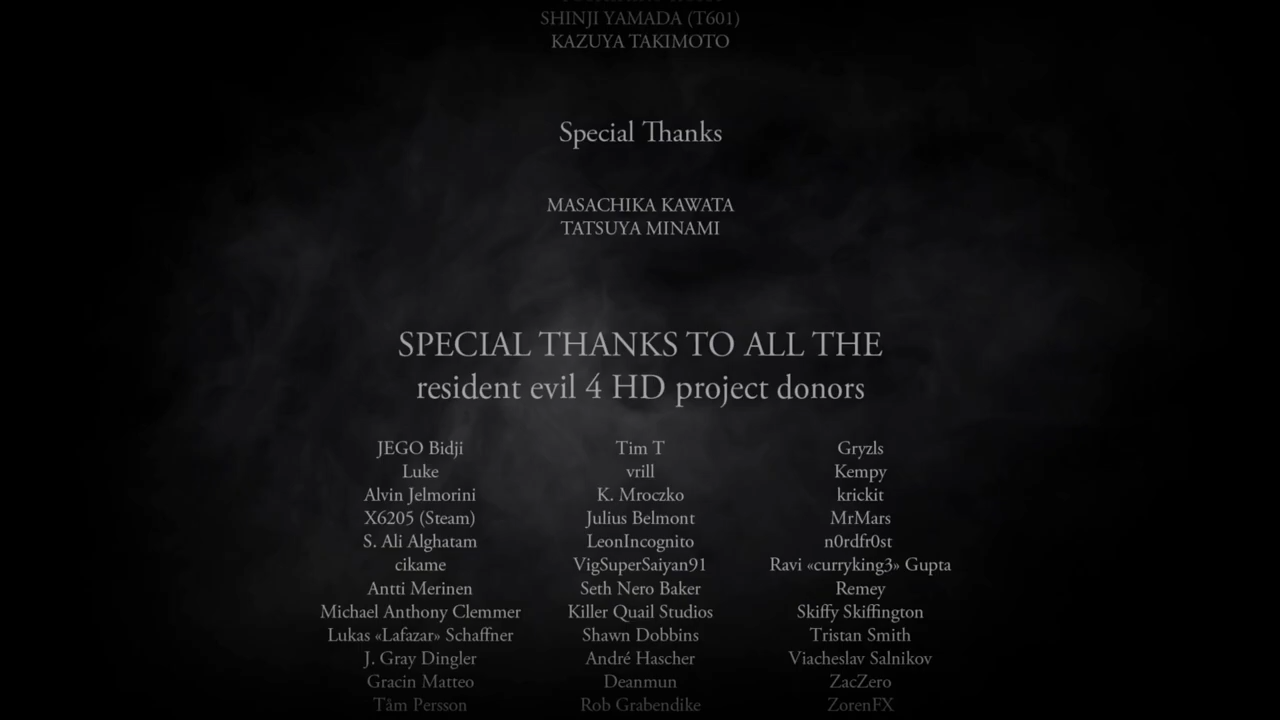 SHINJI YAMADA (T601)
KAZUYA TAKIMOTO
Special Thanks
MASACHIKA KAWATA
TATSUYA MINAMI
SPECIAL THANKS TO ALL THE
resident evil 4 HD project donors
JEGO Bidji Tim T Gryzls
Luke vrill Kempy
Alvin Jelmorini K. Mroczko krickit
X6205 (Steam) Julius Belmont MrMars
S. Ali Alghatam LeonIncognito n0rdfr0st
cikame VigSuperSaiyan91 Ravi «curryking3» Gupta
Antti Merinen Seth Nero Baker Remey
Michael Anthony Clemmer Killer Quail Studios Skiffy Skiffington
Lukas «Lafazar» Schaffner Shawn Dobbins Tristan Smith
J. Gray Dingler André Hascher Viacheslav Salnikov
Gracin Matteo Deanmun ZacZero
Tåm Persson Rob Grabendike ZorenFX